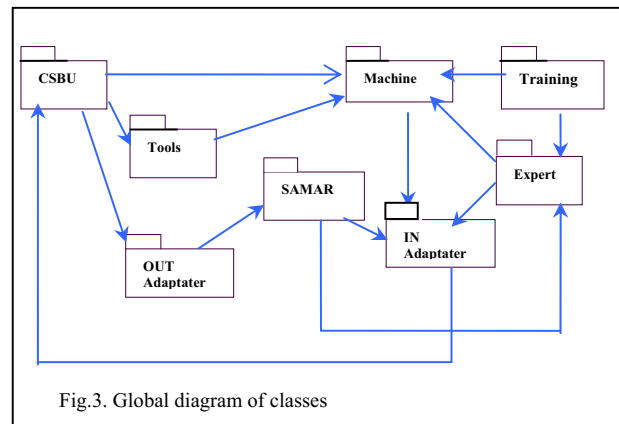 CSBU
Machine
Training
Tools
Expert
SAMAR
IN
Adaptater
OUT
Adaptater
Fig.3. Global diagram of classes